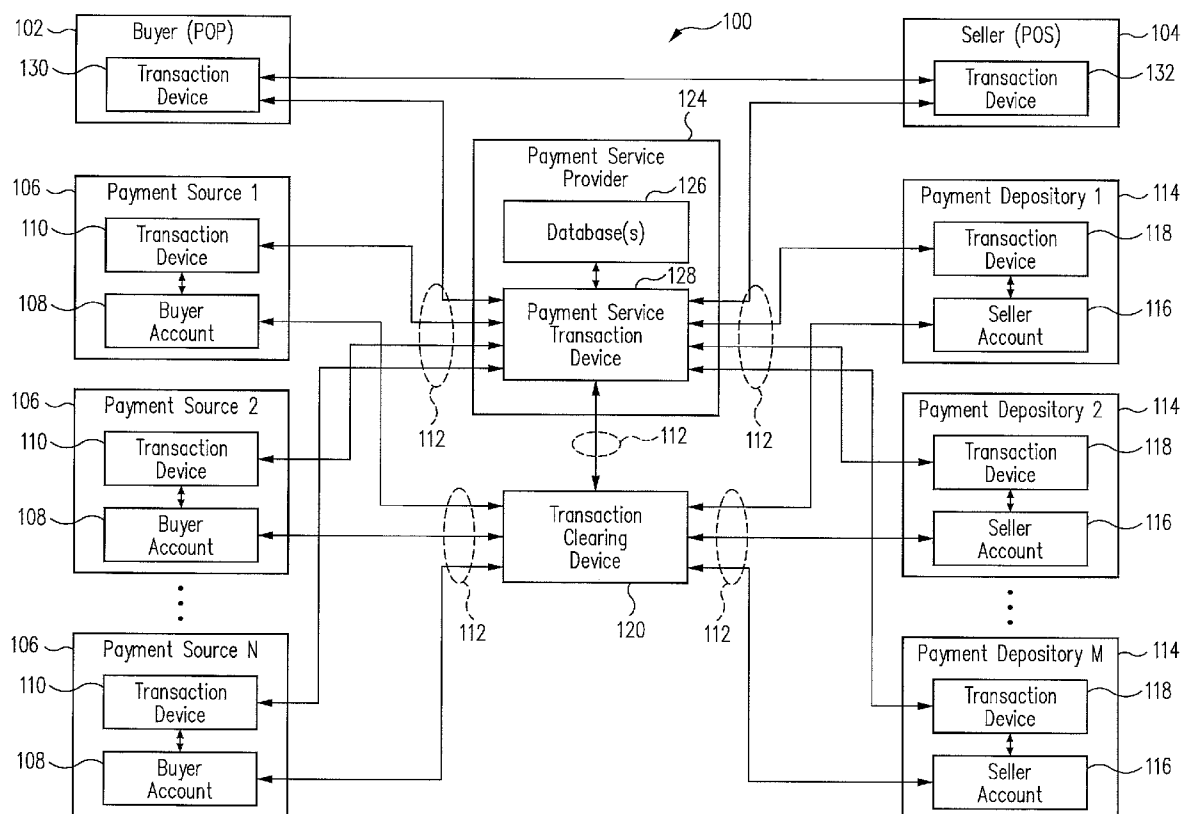 100
102
Buyer (POP)
130
Transaction
Device
Seller (POS)
104
Transaction
Device
132
124
Payment Service
Provider
126
Database(s)
128
Payment Service
Transaction
Device
106
Payment Source 1
110
Transaction
Device
108
Buyer
Account
Payment Depository 1
114
Transaction
Device
118
Seller
Account
116
112
112
112
106
Payment Source 2
110
Transaction
Device
108
Buyer
Account
Payment Depository 2
114
Transaction
Device
118
Seller
Account
116
Transaction
Clearing
Device
120
112
112
106
Payment Source N
110
Transaction
Device
108
Buyer
Account
Payment Depository M
114
Transaction
Device
118
Seller
Account
116